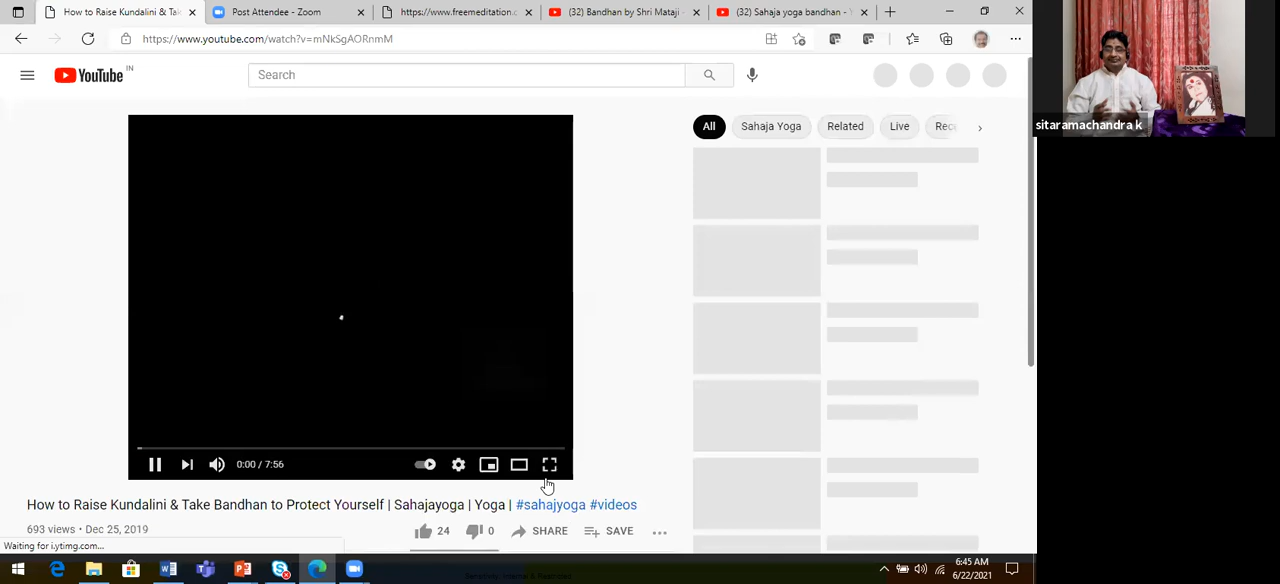 How to Raise Kundalini & Tak
Post Attendee - Zoom
https://www.freemeditation.c
(32) Bandhan by Shri Mataji -
(32) Sahaja yoga bandhan -
https://www.youtube.com/watch?v=mNkSgAORnmM
YouTube IN
Search
All
Sahaja Yoga
Related
Live
Rec
sitaramachandra k
0:00 / 7:56
How to Raise Kundalini & Take Bandhan to Protect Yourself | Sahajayoga | Yoga | #sahajyoga #videos
693 views • Dec 25, 2019
24
0
SHARE
SAVE
Waiting for i.ytimg.com...
6:45 AM
6/22/2021